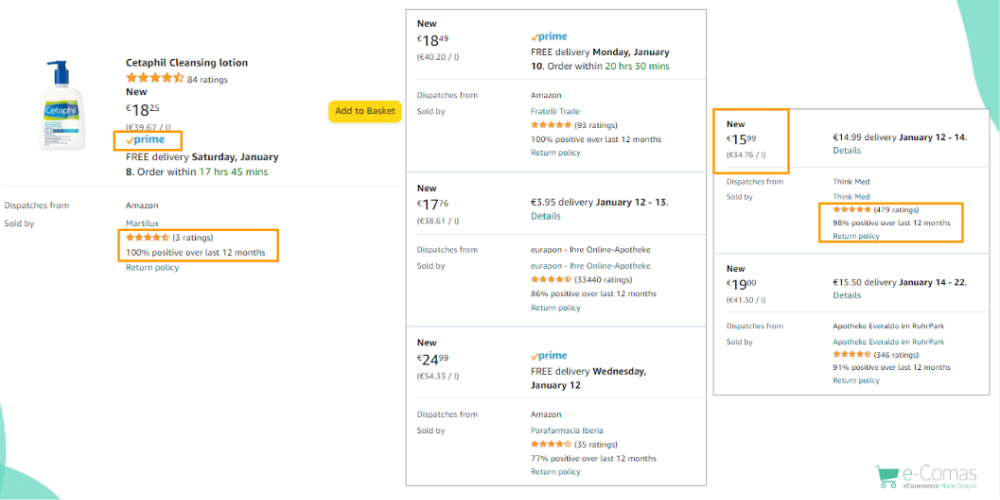 Cetaphil Cleansing lotion
84 ratings
New
€18²⁵
(€39.67 / l)
prime
FREE delivery Saturday, January
8. Order within 17 hrs 45 mins
Add to Basket
Cetaphil
Dispatches from Amazon
Sold by Martilux
(3 ratings)
100% positive over last 12 months
Return policy
New
€18⁴⁹
(€40.20 / l)
prime
FREE delivery Monday, January
10. Order within 20 hrs 30 mins
Dispatches from Amazon
Sold by Fratelli Trade
(93 ratings)
100% positive over last 12 months
Return policy
New
€17⁷⁶
(€38.61 / l)
€3.95 delivery January 12 - 13.
Details
Dispatches from eurapon - Ihre Online-Apotheke
Sold by eurapon - Ihre Online-Apotheke
(33440 ratings)
86% positive over last 12 months
Return policy
New
€24⁹⁹
(€54.33 / l)
prime
FREE delivery Wednesday,
January 12
Dispatches from Amazon
Sold by Parafarmacia Iberia
(35 ratings)
77% positive over last 12 months
Return policy
New
€15⁹⁹
(€34.76 / l)
€14.99 delivery January 12 - 14.
Details
Dispatches from Think Med
Sold by Think Med
(479 ratings)
98% positive over last 12 months
Return policy
New
€19⁰⁰
(€41.30 / l)
€15.50 delivery January 14 - 22.
Details
Dispatches from Apotheke Everaldo im RuhrPark
Sold by Apotheke Everaldo im RuhrPark
(346 ratings)
91% positive over last 12 months
Return policy
e-Comas
eCommerce Made Simple